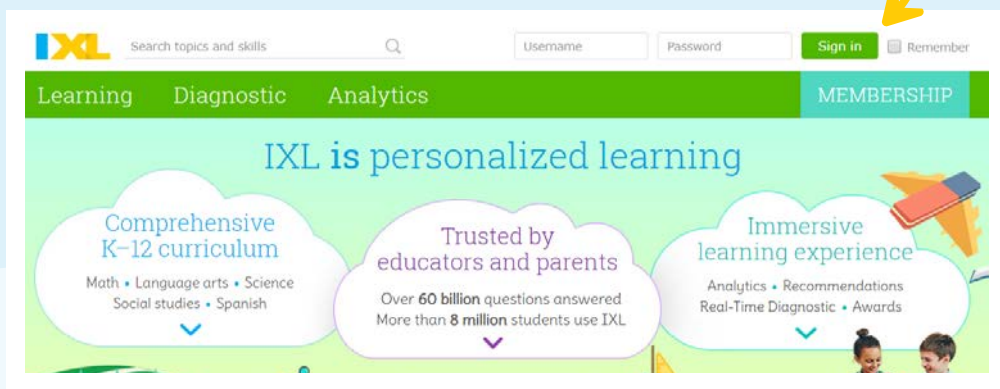 IXL
Search topics and skills
Username
Password
Sign in
Remember
Learning
Diagnostic
Analytics
MEMBERSHIP
IXL is personalized learning
Comprehensive
K–12 curriculum
Math • Language arts • Science
Social studies • Spanish
Trusted by
educators and parents
Over 60 billion questions answered
More than 8 million students use IXL
Immersive
learning experience
Analytics • Recommendations
Real-Time Diagnostic • Awards